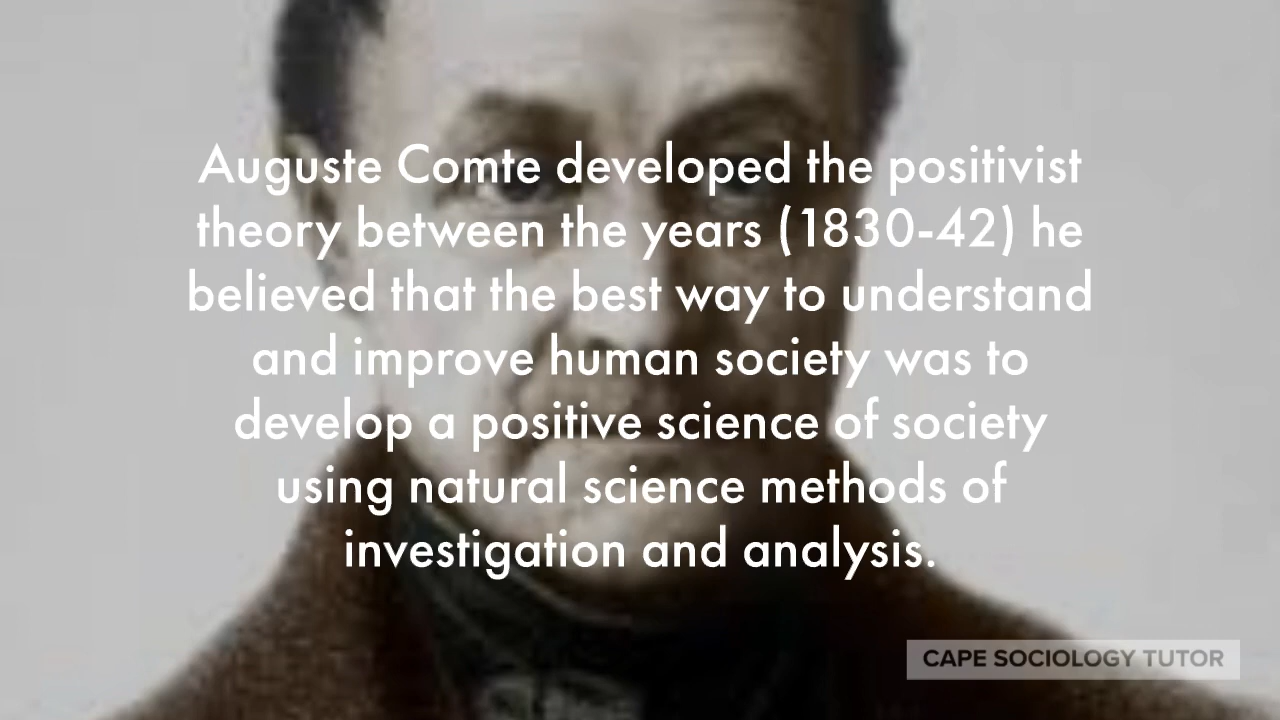 Auguste Comte developed the positivist
theory between the years (1830-42) he
believed that the best way to understand
and improve human society was to
develop a positive science of society
using natural science methods of
investigation and analysis.
CAPE SOCIOLOGY TUTOR